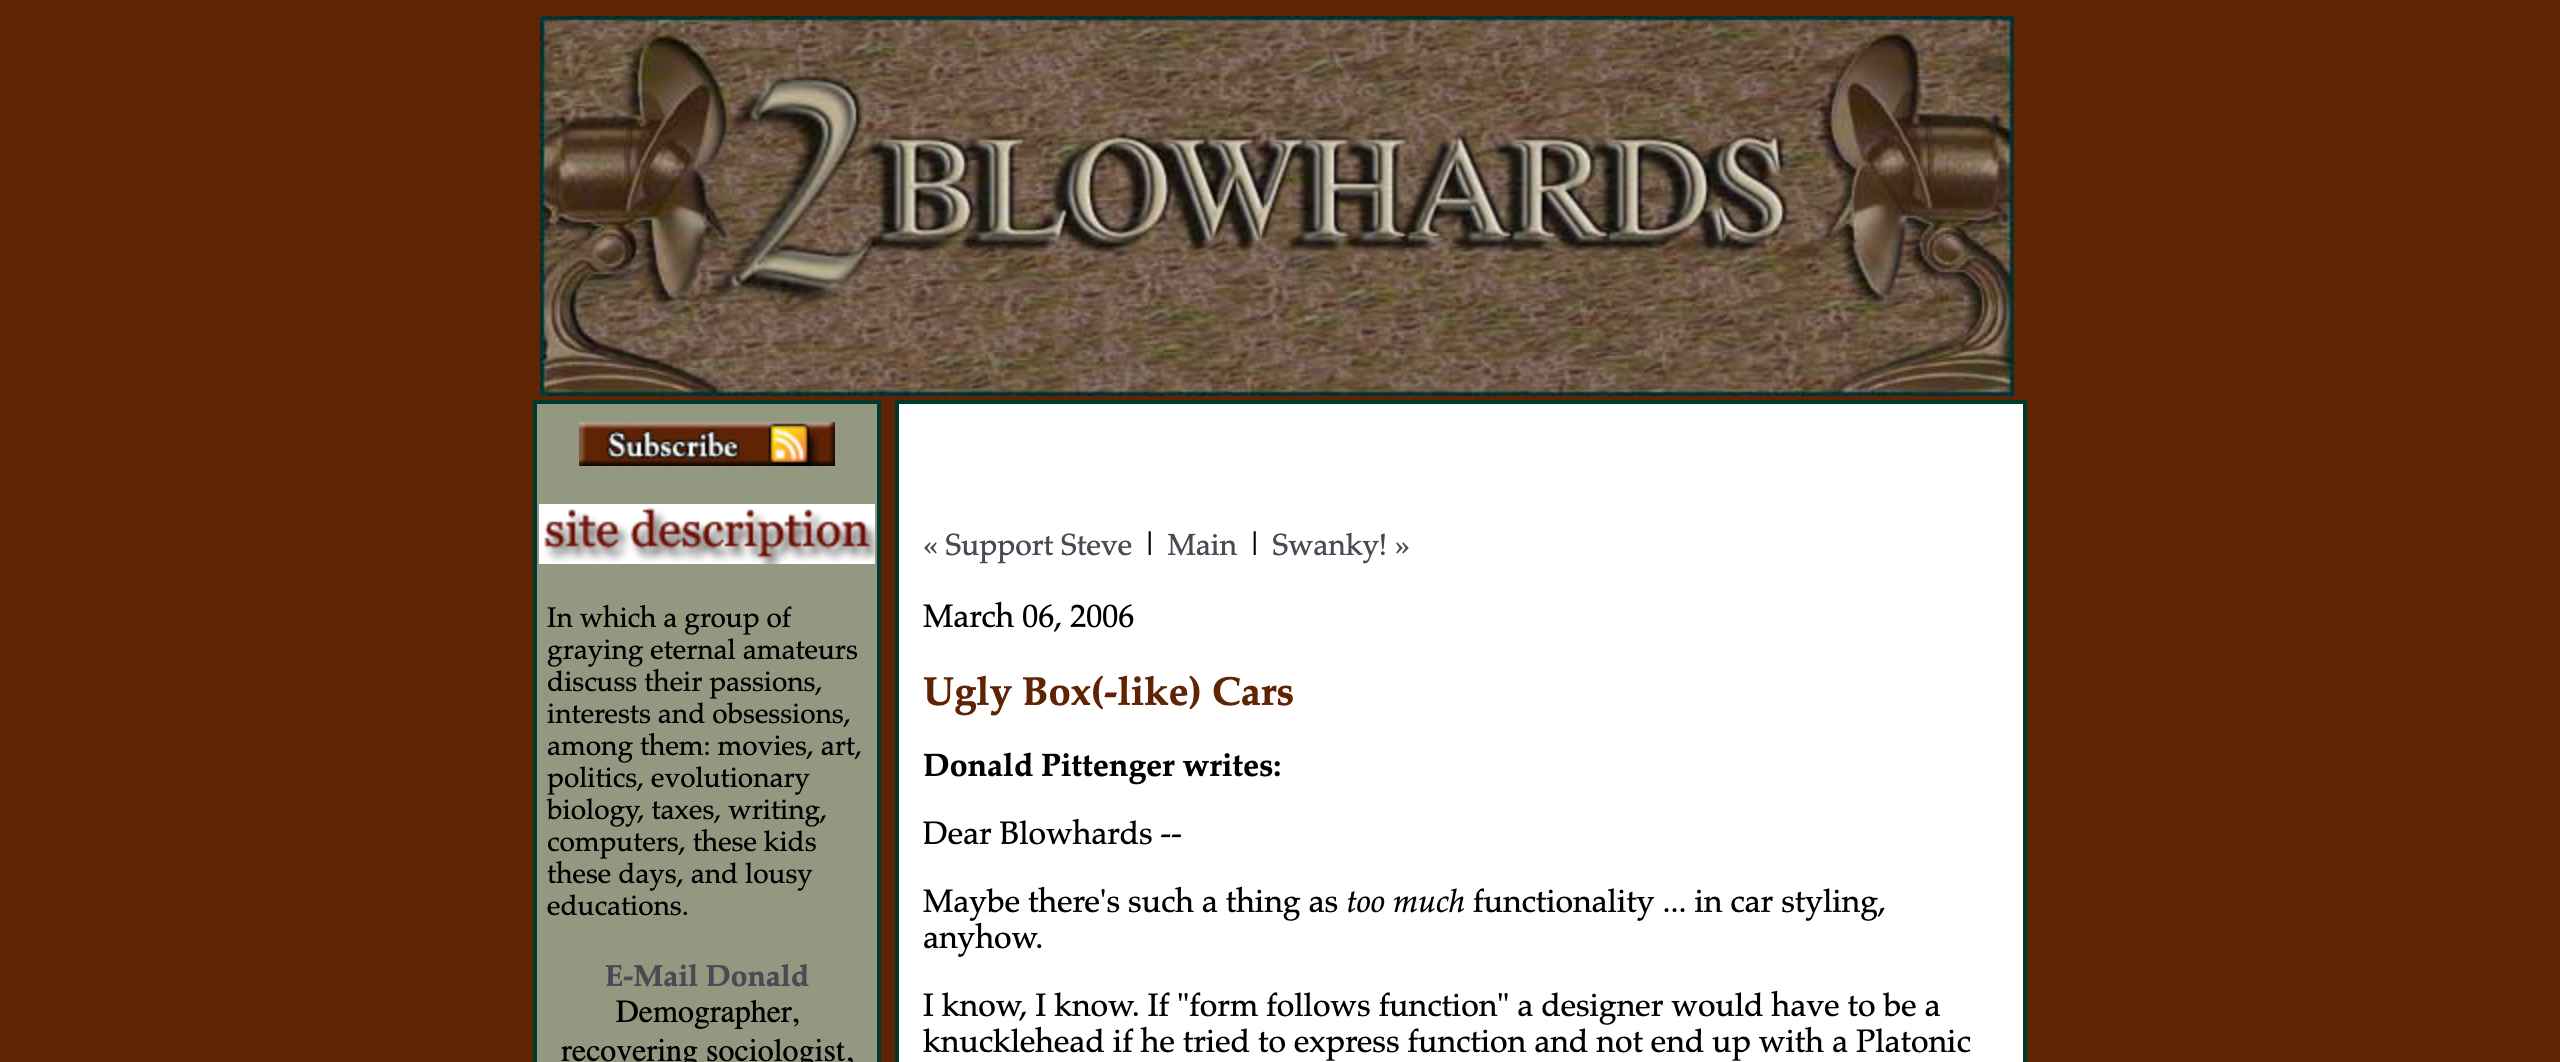 2 BLOWHARDS
Subscribe
site description
In which a group of
graying eternal amateurs
discuss their passions,
interests and obsessions,
among them: movies, art,
politics, evolutionary
biology, taxes, writing,
computers, these kids
these days, and lousy
educations.
E-Mail Donald
Demographer,
recovering sociologist,
« Support Steve | Main | Swanky! »
March 06, 2006
Ugly Box(-like) Cars
Donald Pittenger writes:
Dear Blowhards --
Maybe there's such a thing as too much functionality ... in car styling,
anyhow.
I know, I know. If "form follows function" a designer would have to be a
knucklehead if he tried to express function and not end up with a Platonic